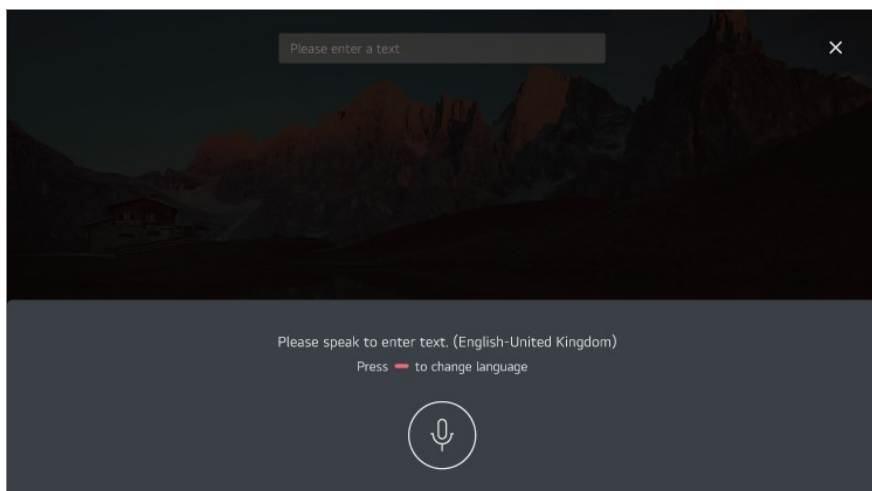 Please enter a text
Please speak to enter text. (English-United Kingdom)
Press to change language